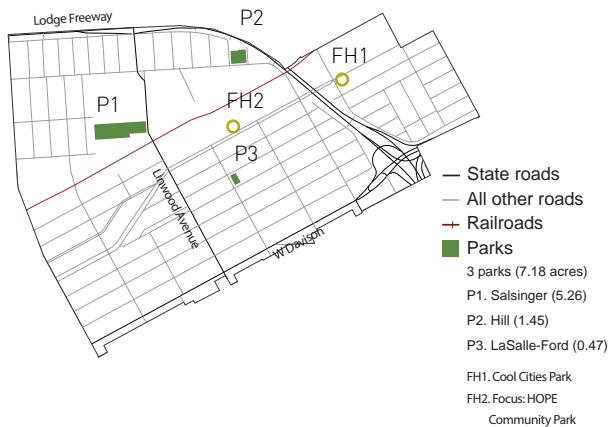 Lodge Freeway
P2
FH1
P1
FH2
P3
Linwood Avenue
W Davison
State roads
All other roads
Railroads
Parks
3 parks (7.18 acres)
P1. Salsinger (5.26)
P2. Hill (1.45)
P3. LaSalle-Ford (0.47)
FH1. Cool Cities Park
FH2. Focus: HOPE
Community Park